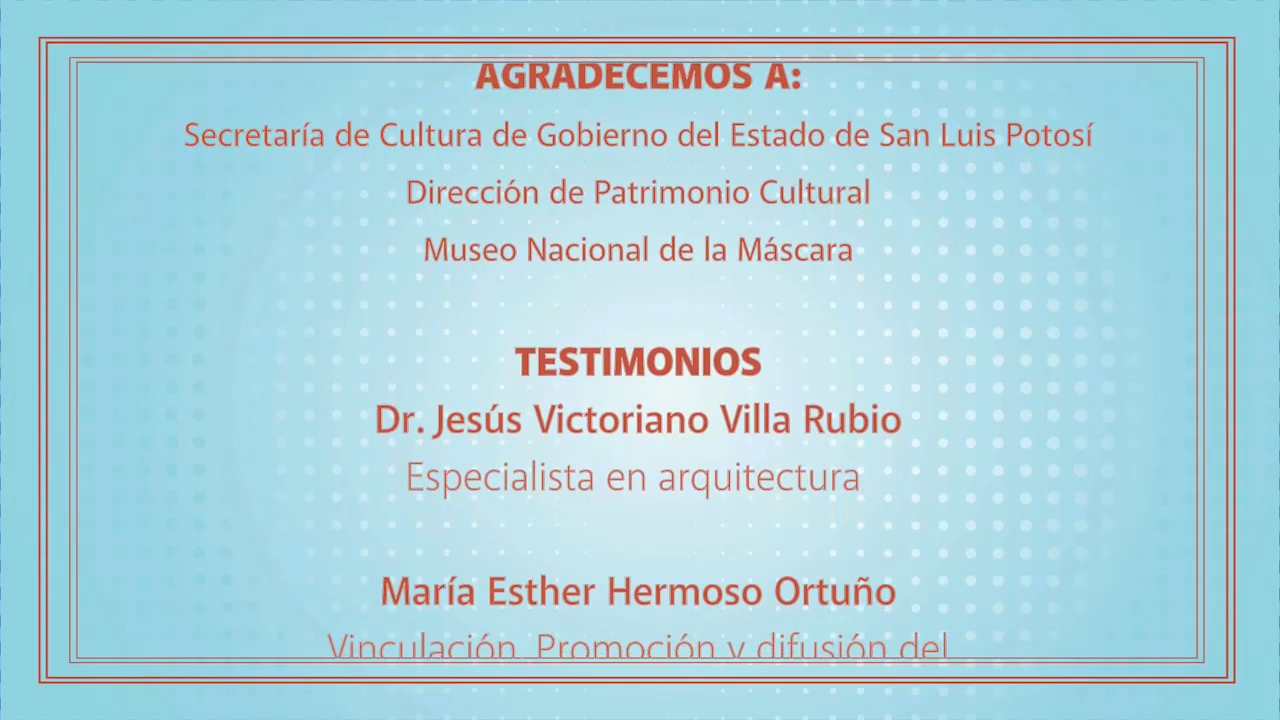 AGRADECEMOS A:
Secretaría de Cultura de Gobierno del Estado de San Luis Potosí
Dirección de Patrimonio Cultural
Museo Nacional de la Máscara
TESTIMONIOS
Dr. Jesús Victoriano Villa Rubio
Especialista en arquitectura
María Esther Hermoso Ortuño
Vinculación, Promoción y difusión del